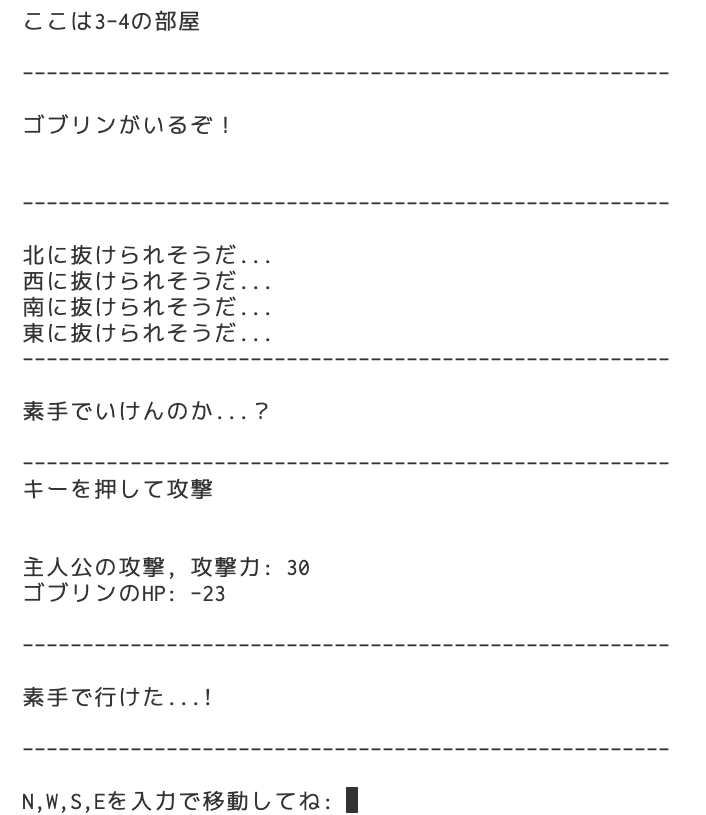 ここは3-4の部屋
------------------------------------------------------
ゴブリンがいるぞ！
------------------------------------------------------
北に抜けられそうだ...
西に抜けられそうだ...
南に抜けられそうだ...
東に抜けられそうだ...
------------------------------------------------------
素手でいけんのか...？
------------------------------------------------------
キーを押して攻撃
主人公の攻撃, 攻撃力: 30
ゴブリンのHP: -23
------------------------------------------------------
素手で行けた...!
------------------------------------------------------
N,W,S,Eを入力で移動してね: